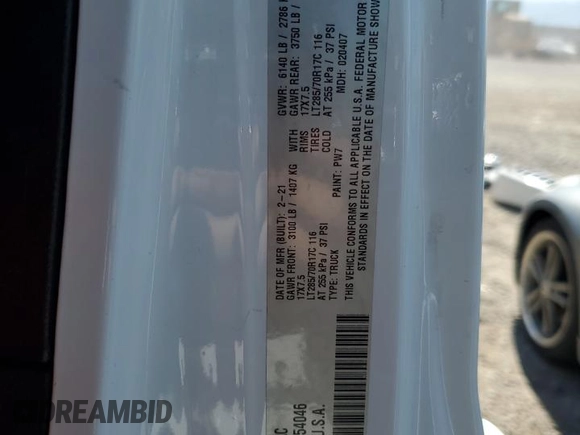 DATE OF MFR (BUILT): 2-21 GVWR: 6140 LB / 2786
GAWR FRONT: 3100 LB / 1407 KG WITH GAWR REAR: 3750 LB /
17X7.5 RIMS 17X7.5
LT285/70R17C 116 TIRES LT285/70R17C 116
AT 255 kPa / 37 PSI COLD AT 255 kPa / 37 PSI
TYPE: TRUCK PAINT: PW7 MDH: 020407
THIS VEHICLE CONFORMS TO ALL APPLICABLE U.S.A. FEDERAL MOTOR
STANDARDS IN EFFECT ON THE DATE OF MANUFACTURE SHOW
54046
U.S.A.
DREAMBID